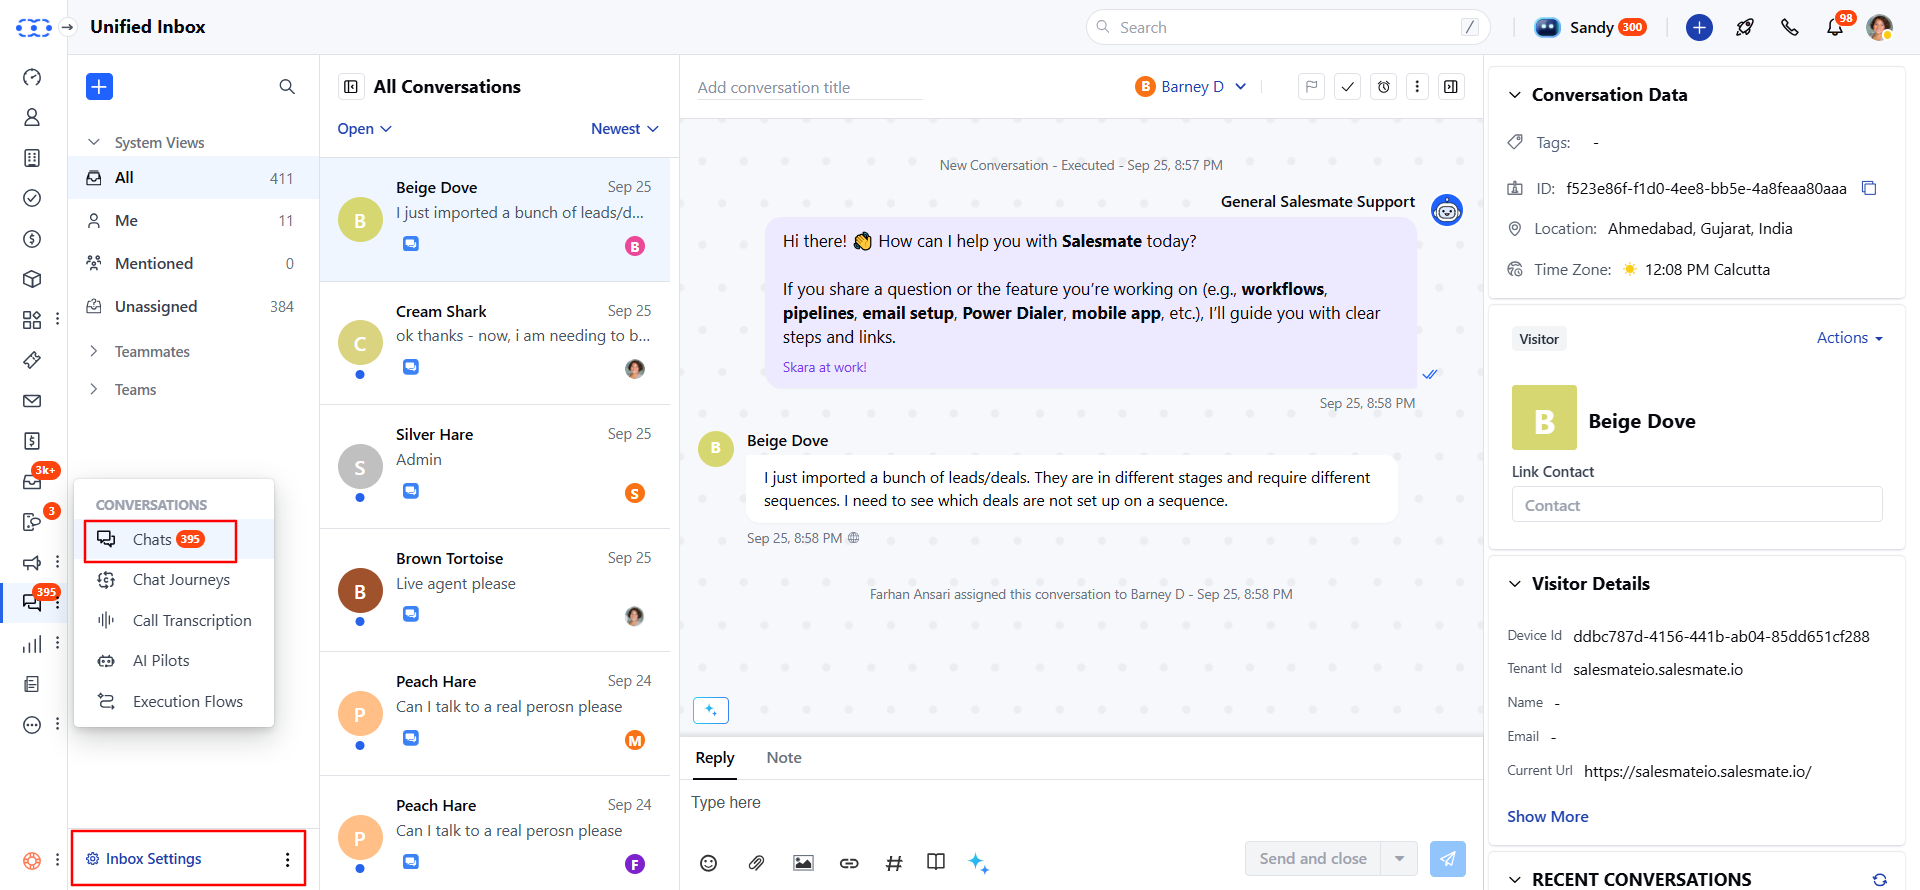 Unified Inbox
Search
/
Sandy 300
98
System Views
All 411
Me 11
Mentioned 0
Unassigned 384
Teammates
Teams
3k+
3
395
CONVERSATIONS
Chats 395
Chat Journeys
Call Transcription
AI Pilots
Execution Flows
Inbox Settings
All Conversations
Open
Newest
B
Beige Dove
Sep 25
I just imported a bunch of leads/d...
B
C
Cream Shark
Sep 25
ok thanks - now, i am needing to b...
S
Silver Hare
Sep 25
Admin
S
B
Brown Tortoise
Sep 25
Live agent please
P
Peach Hare
Sep 24
Can I talk to a real perosn please
M
P
Peach Hare
Sep 24
Can I talk to a real perosn please
F
Add conversation title
B Barney D
New Conversation - Executed - Sep 25, 8:57 PM
General Salesmate Support
Hi there! 👋 How can I help you with Salesmate today?
If you share a question or the feature you’re working on (e.g., workflows,
pipelines, email setup, Power Dialer, mobile app, etc.), I’ll guide you with clear
steps and links.
Skara at work!
Sep 25, 8:58 PM
B
Beige Dove
I just imported a bunch of leads/deals. They are in different stages and require different
sequences. I need to see which deals are not set up on a sequence.
Sep 25, 8:58 PM
Farhan Ansari assigned this conversation to Barney D - Sep 25, 8:58 PM
Reply
Note
Type here
Send and close
Conversation Data
Tags: -
ID: f523e86f-f1d0-4ee8-bb5e-4a8feaa80aaa
Location: Ahmedabad, Gujarat, India
Time Zone: ☀️ 12:08 PM Calcutta
Visitor
Actions
B
Beige Dove
Link Contact
Contact
Visitor Details
Device Id ddbc787d-4156-441b-ab04-85dd651cf288
Tenant Id salesmateio.salesmate.io
Name -
Email -
Current Url https://salesmateio.salesmate.io/
Show More
RECENT CONVERSATIONS